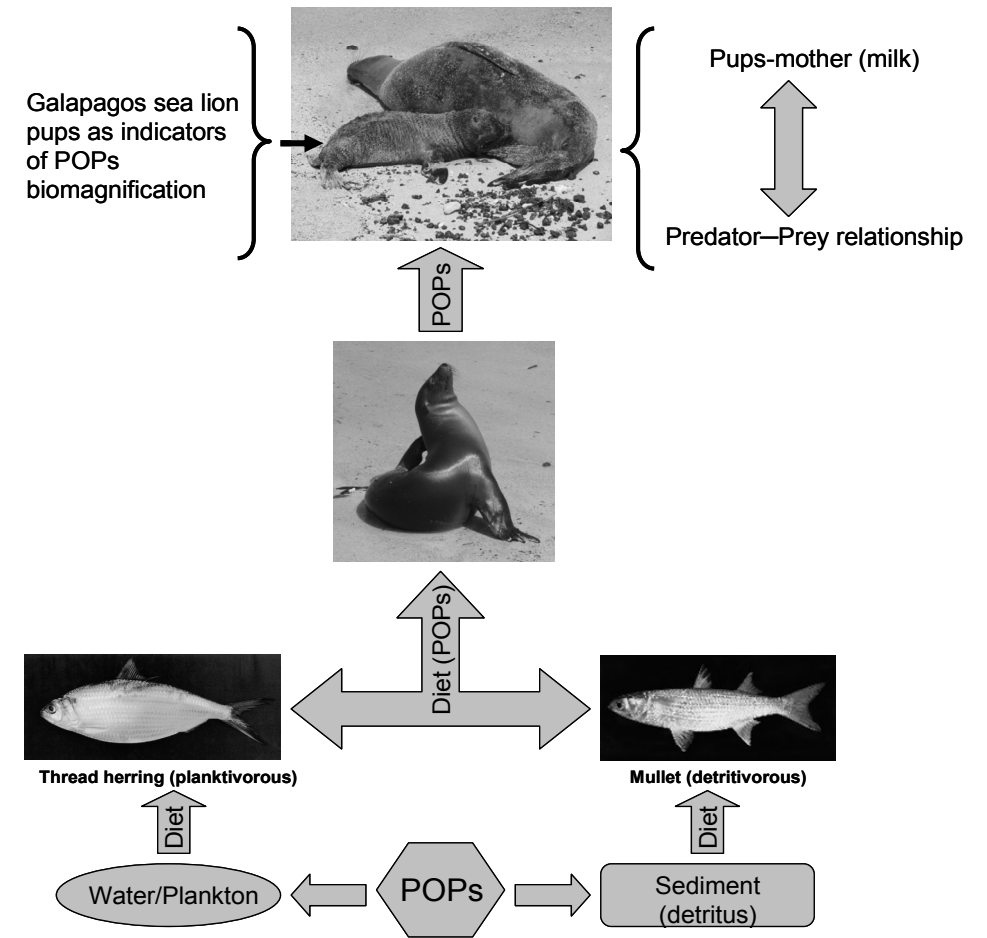 Galapagos sea lion
pups as indicators
of POPs
biomagnification
Pups-mother (milk)
Predator–Prey relationship
POPs
Diet (POPs)
Thread herring (planktivorous)
Mullet (detritivorous)
Diet
Diet
Water/Plankton
POPs
Sediment
(detritus)